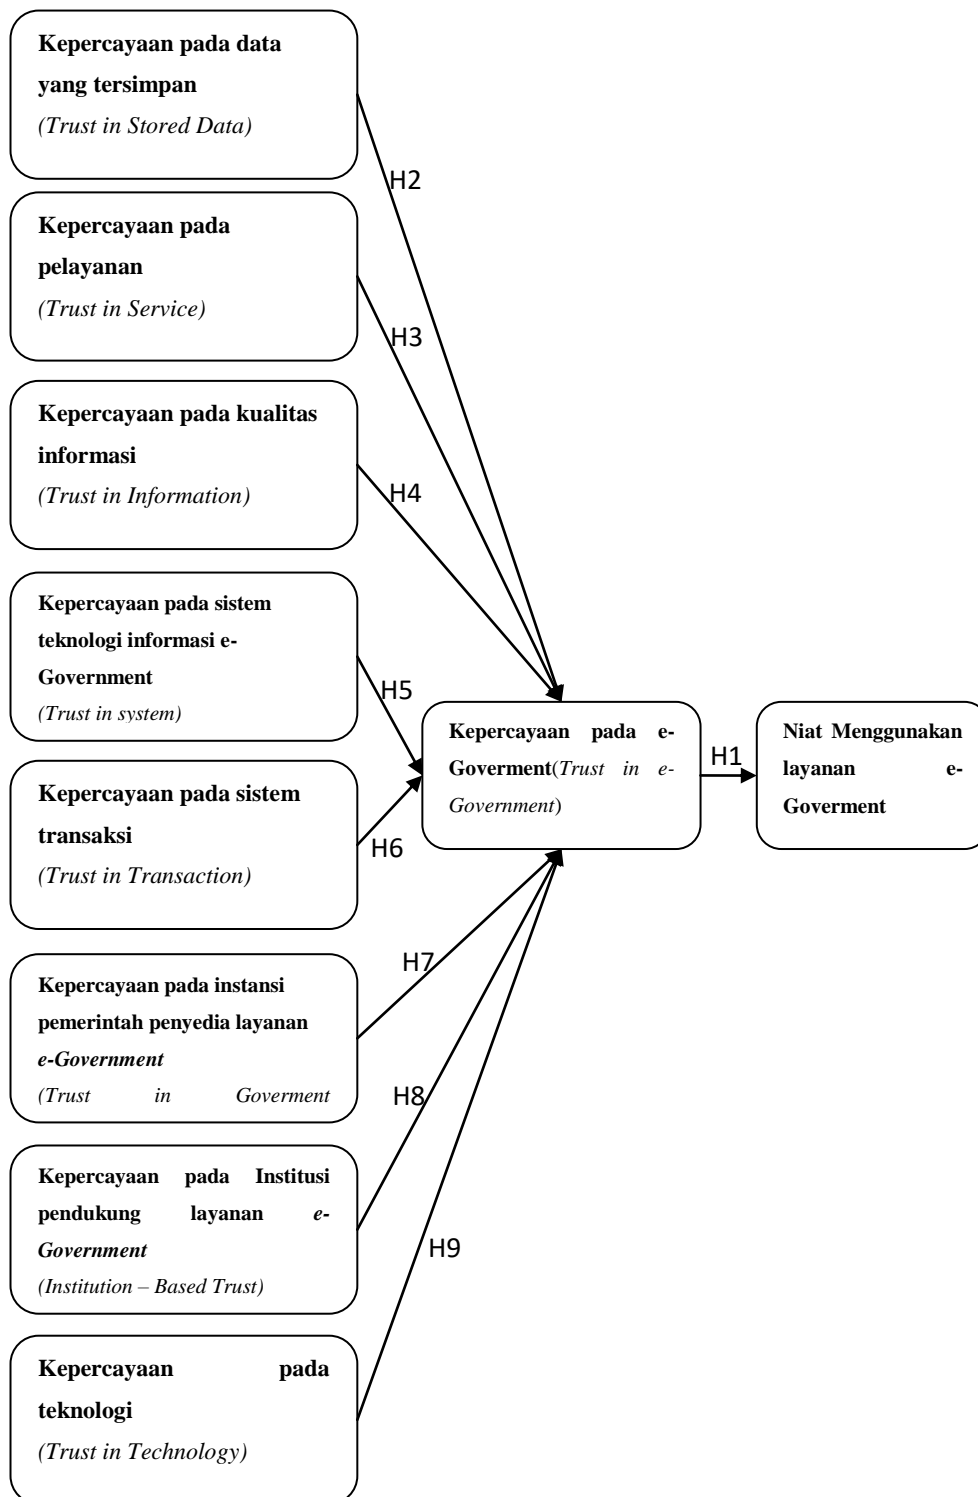 Kepercayaan pada data
yang tersimpan
(Trust in Stored Data)
H2
Kepercayaan pada
pelayanan
(Trust in Service)
H3
Kepercayaan pada kualitas
informasi
(Trust in Information)
H4
Kepercayaan pada sistem
teknologi informasi e-
Government
(Trust in system)
H5
Kepercayaan pada e-
Goverment(Trust in e-
Government)
H1
Niat Menggunakan
layanan e-
Goverment
Kepercayaan pada sistem
transaksi
(Trust in Transaction)
H6
Kepercayaan pada instansi
pemerintah penyedia layanan
e-Government
(Trust in Goverment
H7
Kepercayaan pada Institusi
pendukung layanan e-
Government
(Institution – Based Trust)
H8
Kepercayaan pada
teknologi
(Trust in Technology)
H9